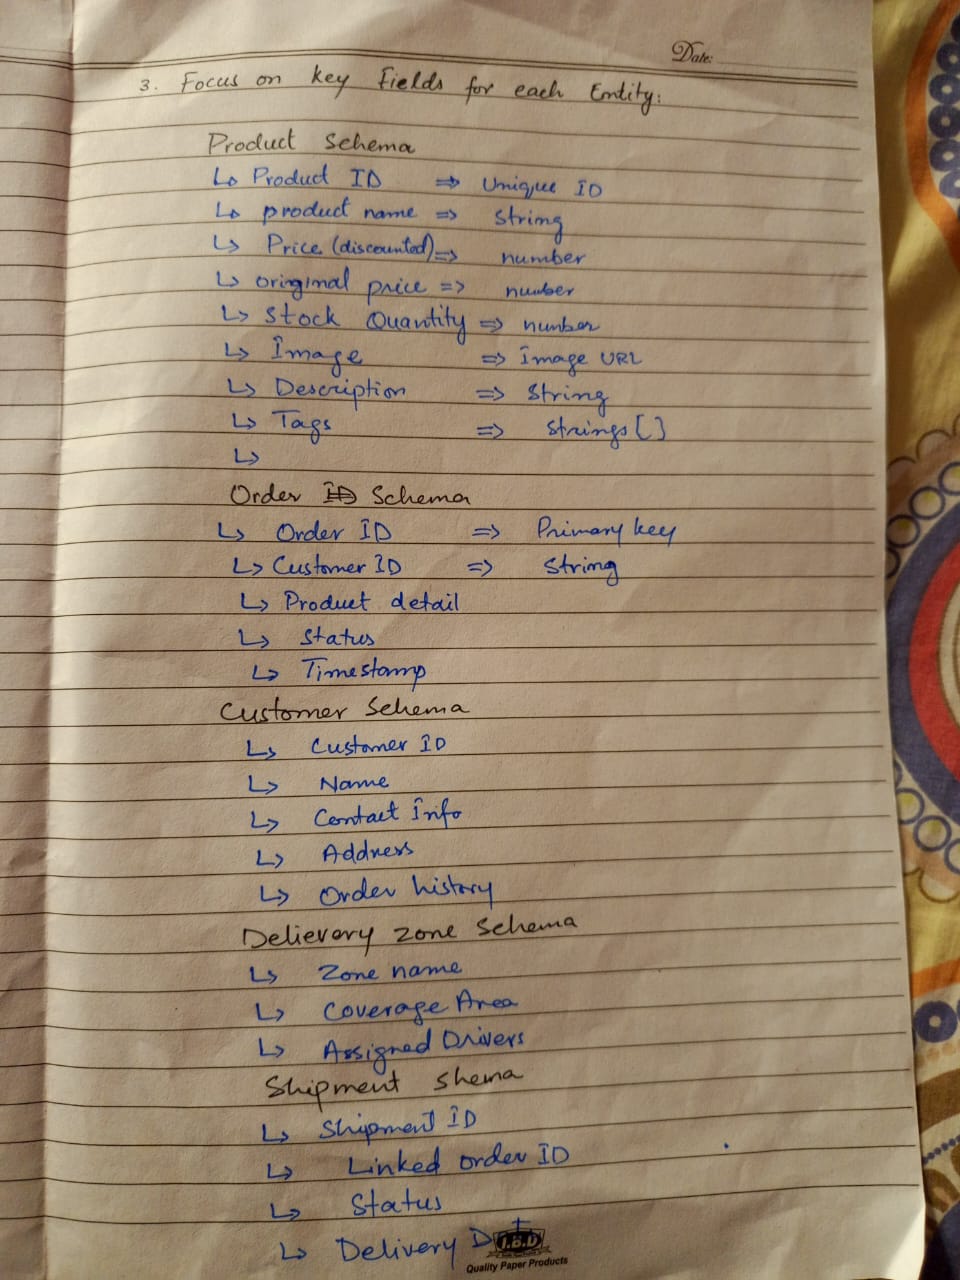 Date:
3. Focus on key Fields for each Entity:
Product Schema
↳ Product ID ⇒ Unique ID
↳ product name ⇒ string
↳ Price (discounted) ⇒ number
↳ original price ⇒ number
↳ Stock Quantity ⇒ number
↳ Image ⇒ Image URL
↳ Description ⇒ String
↳ Tags ⇒ strings[]
↳
Order ID Schema
↳ Order ID ⇒ Primary key
↳ Customer ID ⇒ String
↳ Product detail
↳ Status
↳ Timestamp
Customer Schema
↳ Customer ID
↳ Name
↳ Contact Info
↳ Address
↳ Order history
Delievery zone Schema
↳ Zone name
↳ Coverage Area
↳ Assigned Drivers
Shipment shema
↳ Shipment ID
↳ Linked order ID
↳ Status
↳ Delivery
I.B.D
Quality Paper Products